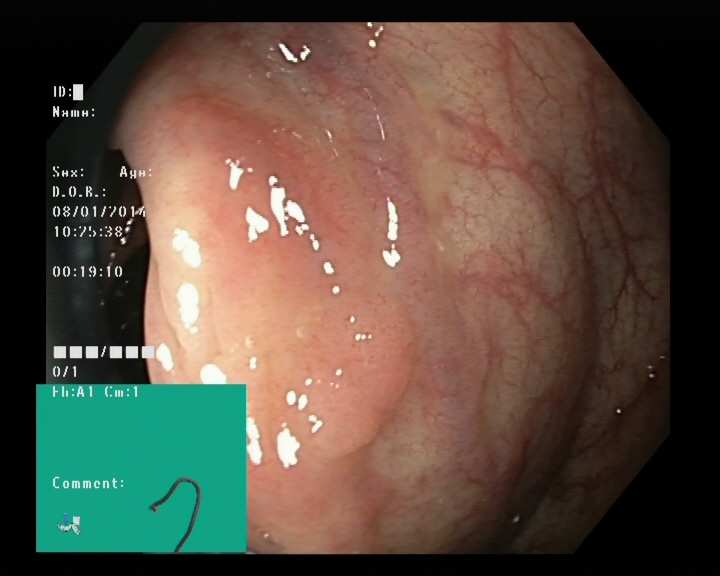 ID:
Name:
Sex: Age:
D.O.R.:
08/01/2014
10:25:38
00:19:10
■■■/■■■
0/1
Eh:A1 Cm:1
Comment: